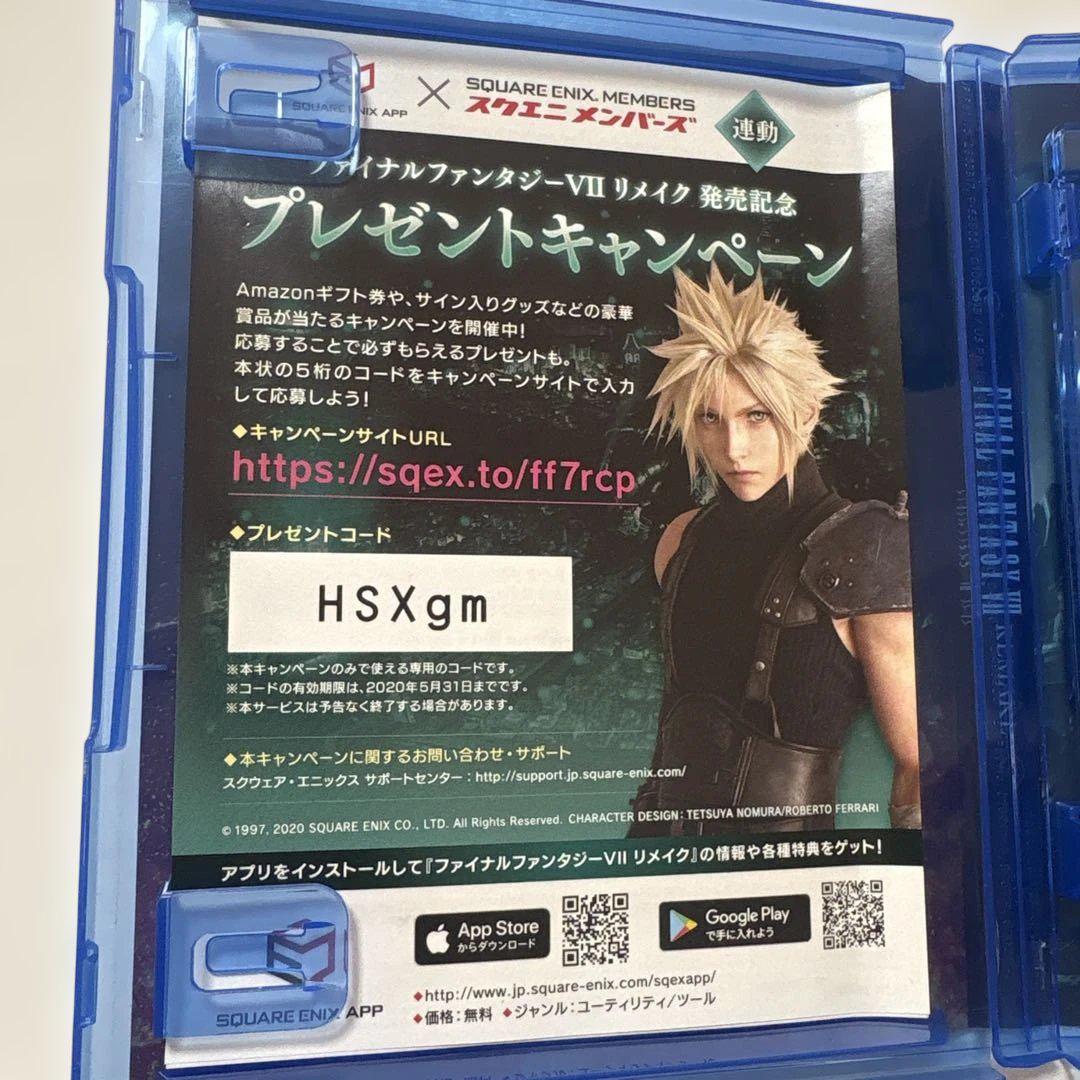 SQUARE ENIX APP
×
SQUARE ENIX. MEMBERS
スクエニ メンバーズ
連動
ファイナルファンタジーVII リメイク 発売記念
プレゼントキャンペーン
Amazonギフト券や、サイン入りグッズなどの豪華
賞品が当たるキャンペーンを開催中!
応募することで必ずもらえるプレゼントも。
本状の5桁のコードをキャンペーンサイトで入力
して応募しよう!
◆キャンペーンサイトURL
https://sqex.to/ff7rcp
◆プレゼントコード
HSXgm
※本キャンペーンのみで使える専用のコードです。
※コードの有効期限は、2020年5月31日までです。
※本サービスは予告なく終了する場合があります。
◆本キャンペーンに関するお問い合わせ・サポート
スクウェア・エニックス サポートセンター:http://support.jp.square-enix.com/
© 1997, 2020 SQUARE ENIX CO., LTD. All Rights Reserved. CHARACTER DESIGN: TETSUYA NOMURA/ROBERTO FERRARI
アプリをインストールして『ファイナルファンタジーVII リメイク』の情報や各種特典をゲット!
App Store
からダウンロード
Google Play
で手に入れよう
SQUARE ENIX APP
◆http://www.jp.square-enix.com/sqexapp/
◆価格:無料 ◆ジャンル:ユーティリティ/ツール
FINAL FANTASY VII REMAKE